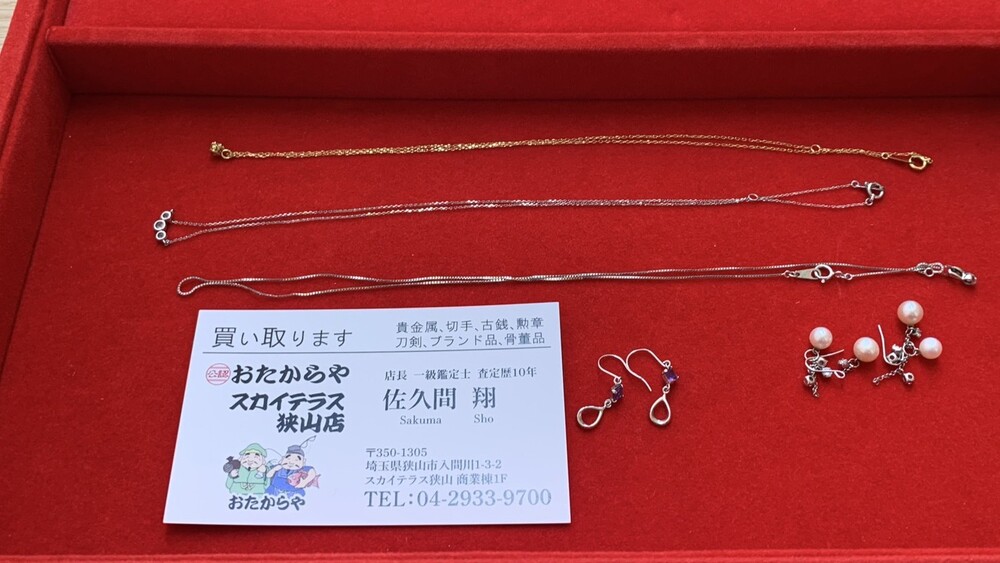 買い取ります
貴金属、切手、古銭、勲章
刀剣、ブランド品、骨董品
おたからや
スカイテラス
狭山店
店長 一級鑑定士 査定歴10年
佐久間 翔
Sakuma Sho
〒350-1305
埼玉県狭山市入間川1-3-2
スカイテラス狭山 商業棟1F
TEL:04-2933-9700
おたからや